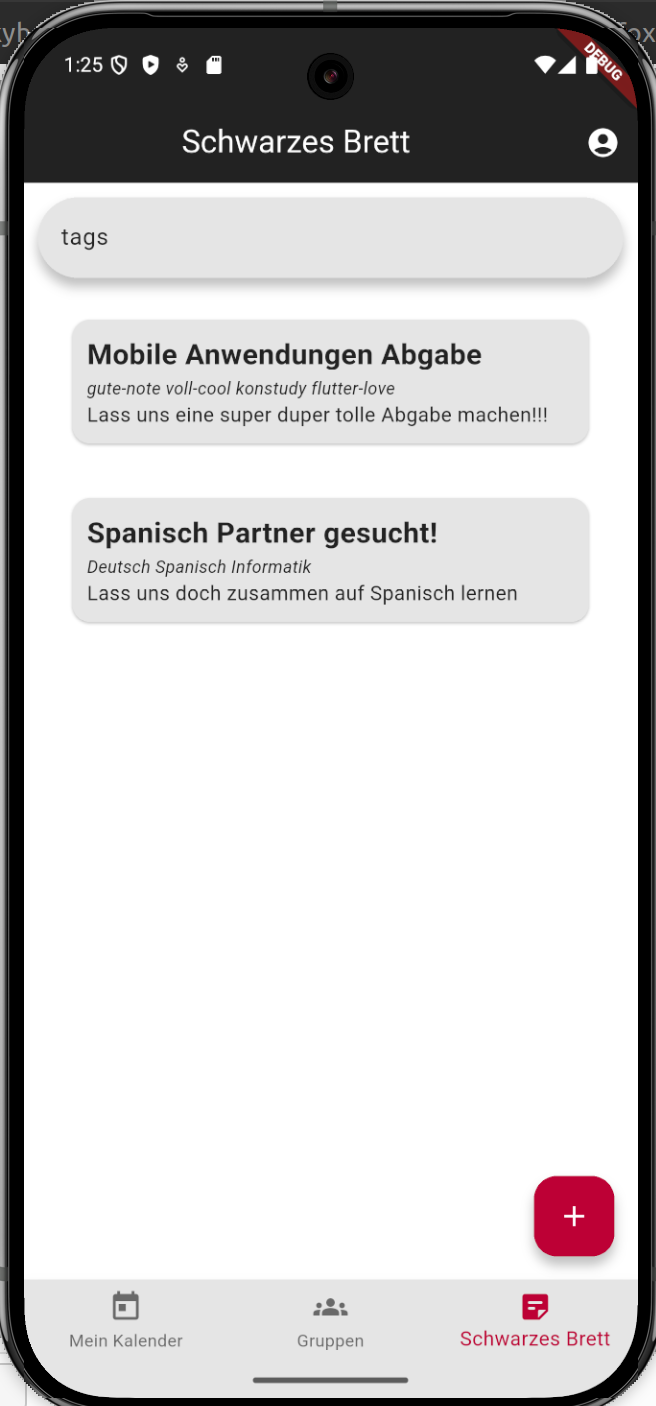 1:25
DEBUG
Schwarzes Brett
tags
Mobile Anwendungen Abgabe
gute-note voll-cool konstudy flutter-love
Lass uns eine super duper tolle Abgabe machen!!!
Spanisch Partner gesucht!
Deutsch Spanisch Informatik
Lass uns doch zusammen auf Spanisch lernen
+
Mein Kalender
Gruppen
Schwarzes Brett